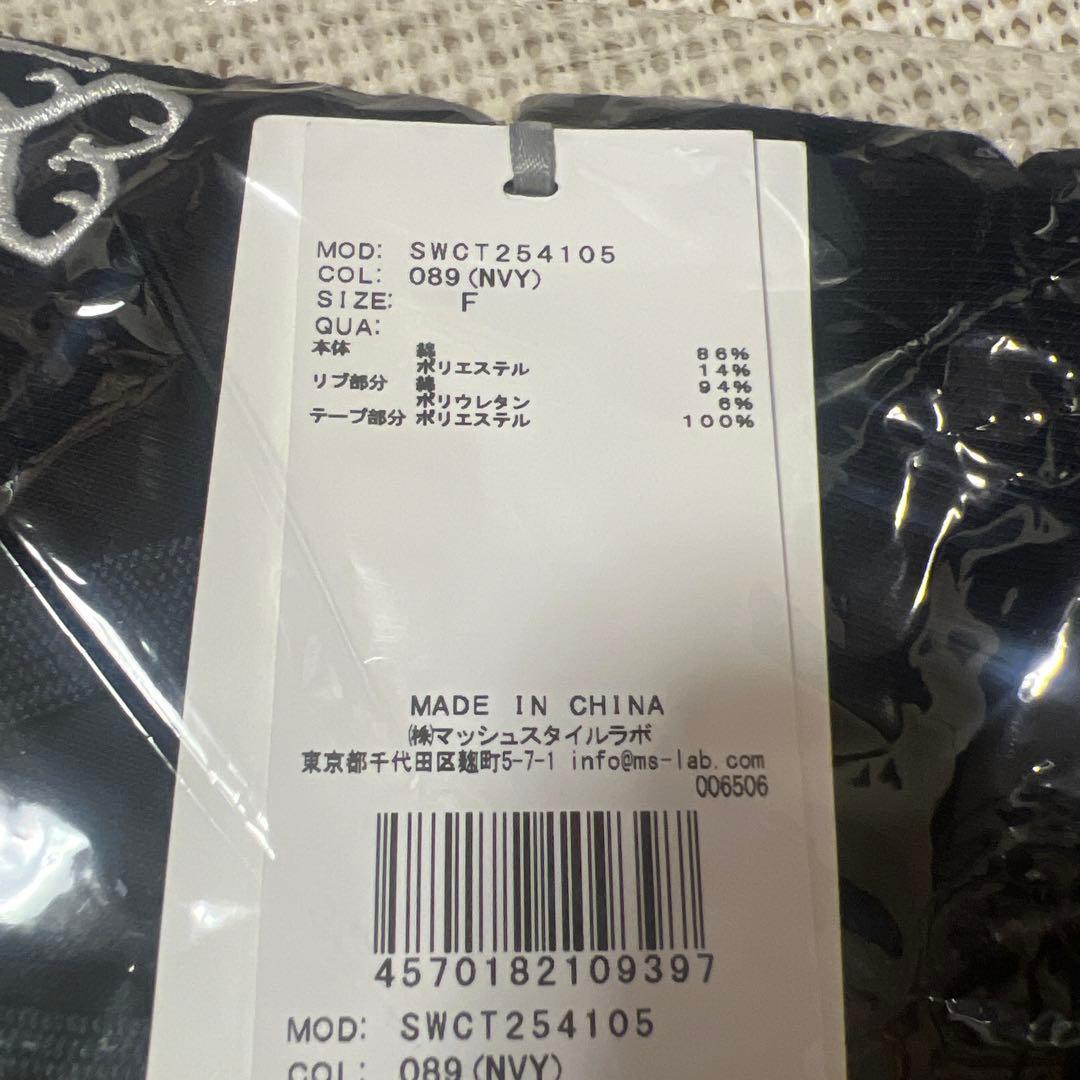 MOD: SWCT254105
COL: 089(NVY)
SIZE: F
QUA:
本体 綿 86%
ポリエステル 14%
リブ部分 綿 94%
ポリウレタン 6%
テープ部分 ポリエステル 100%
MADE IN CHINA
㈱マッシュスタイルラボ
東京都千代田区麹町5-7-1 info@ms-lab.com
006506
4570182109397
MOD: SWCT254105
COL: 089(NVY)